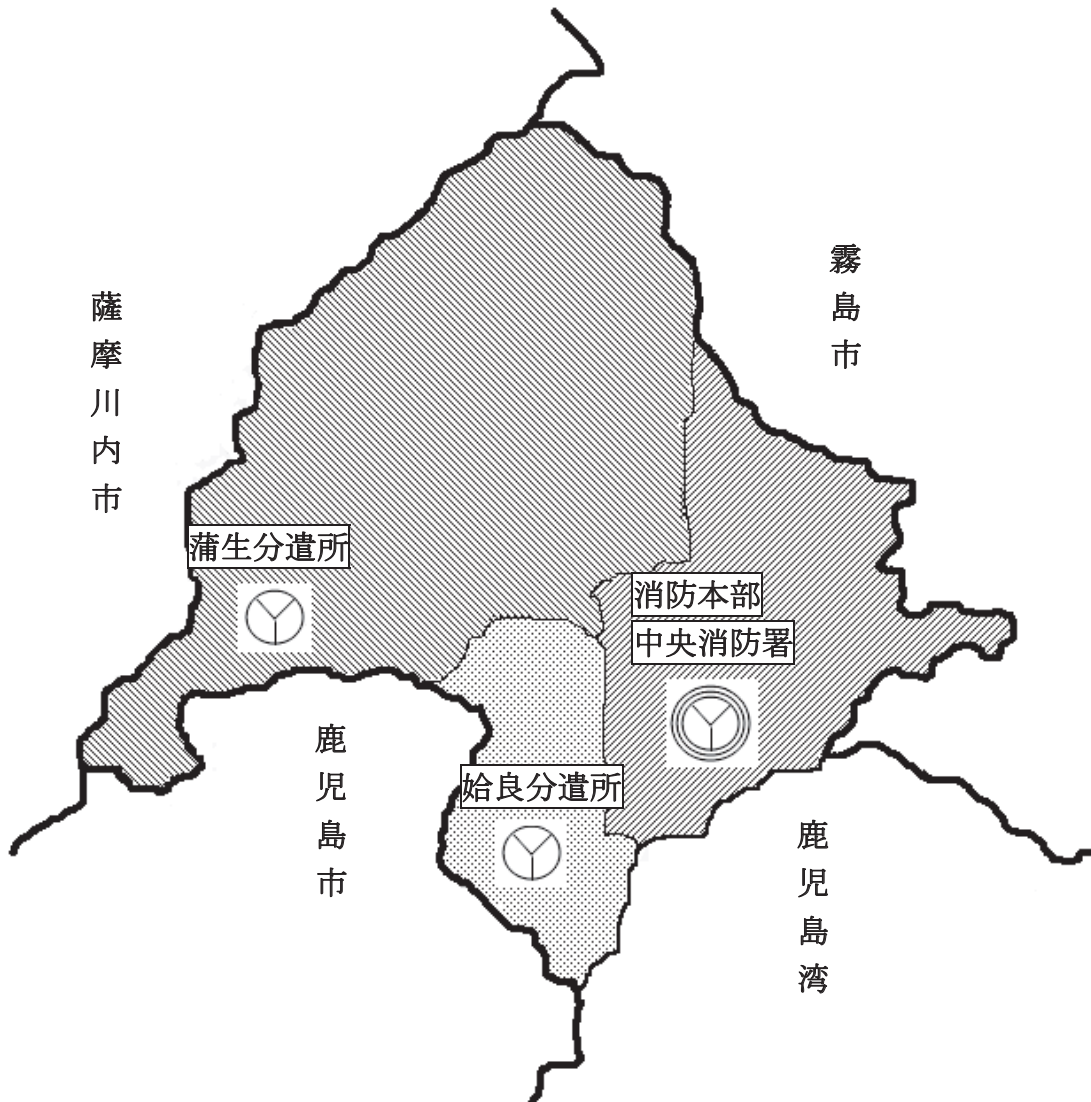 霧島市
薩摩川内市
蒲生分遣所
消防本部
中央消防署
鹿児島市
姶良分遣所
鹿児島湾